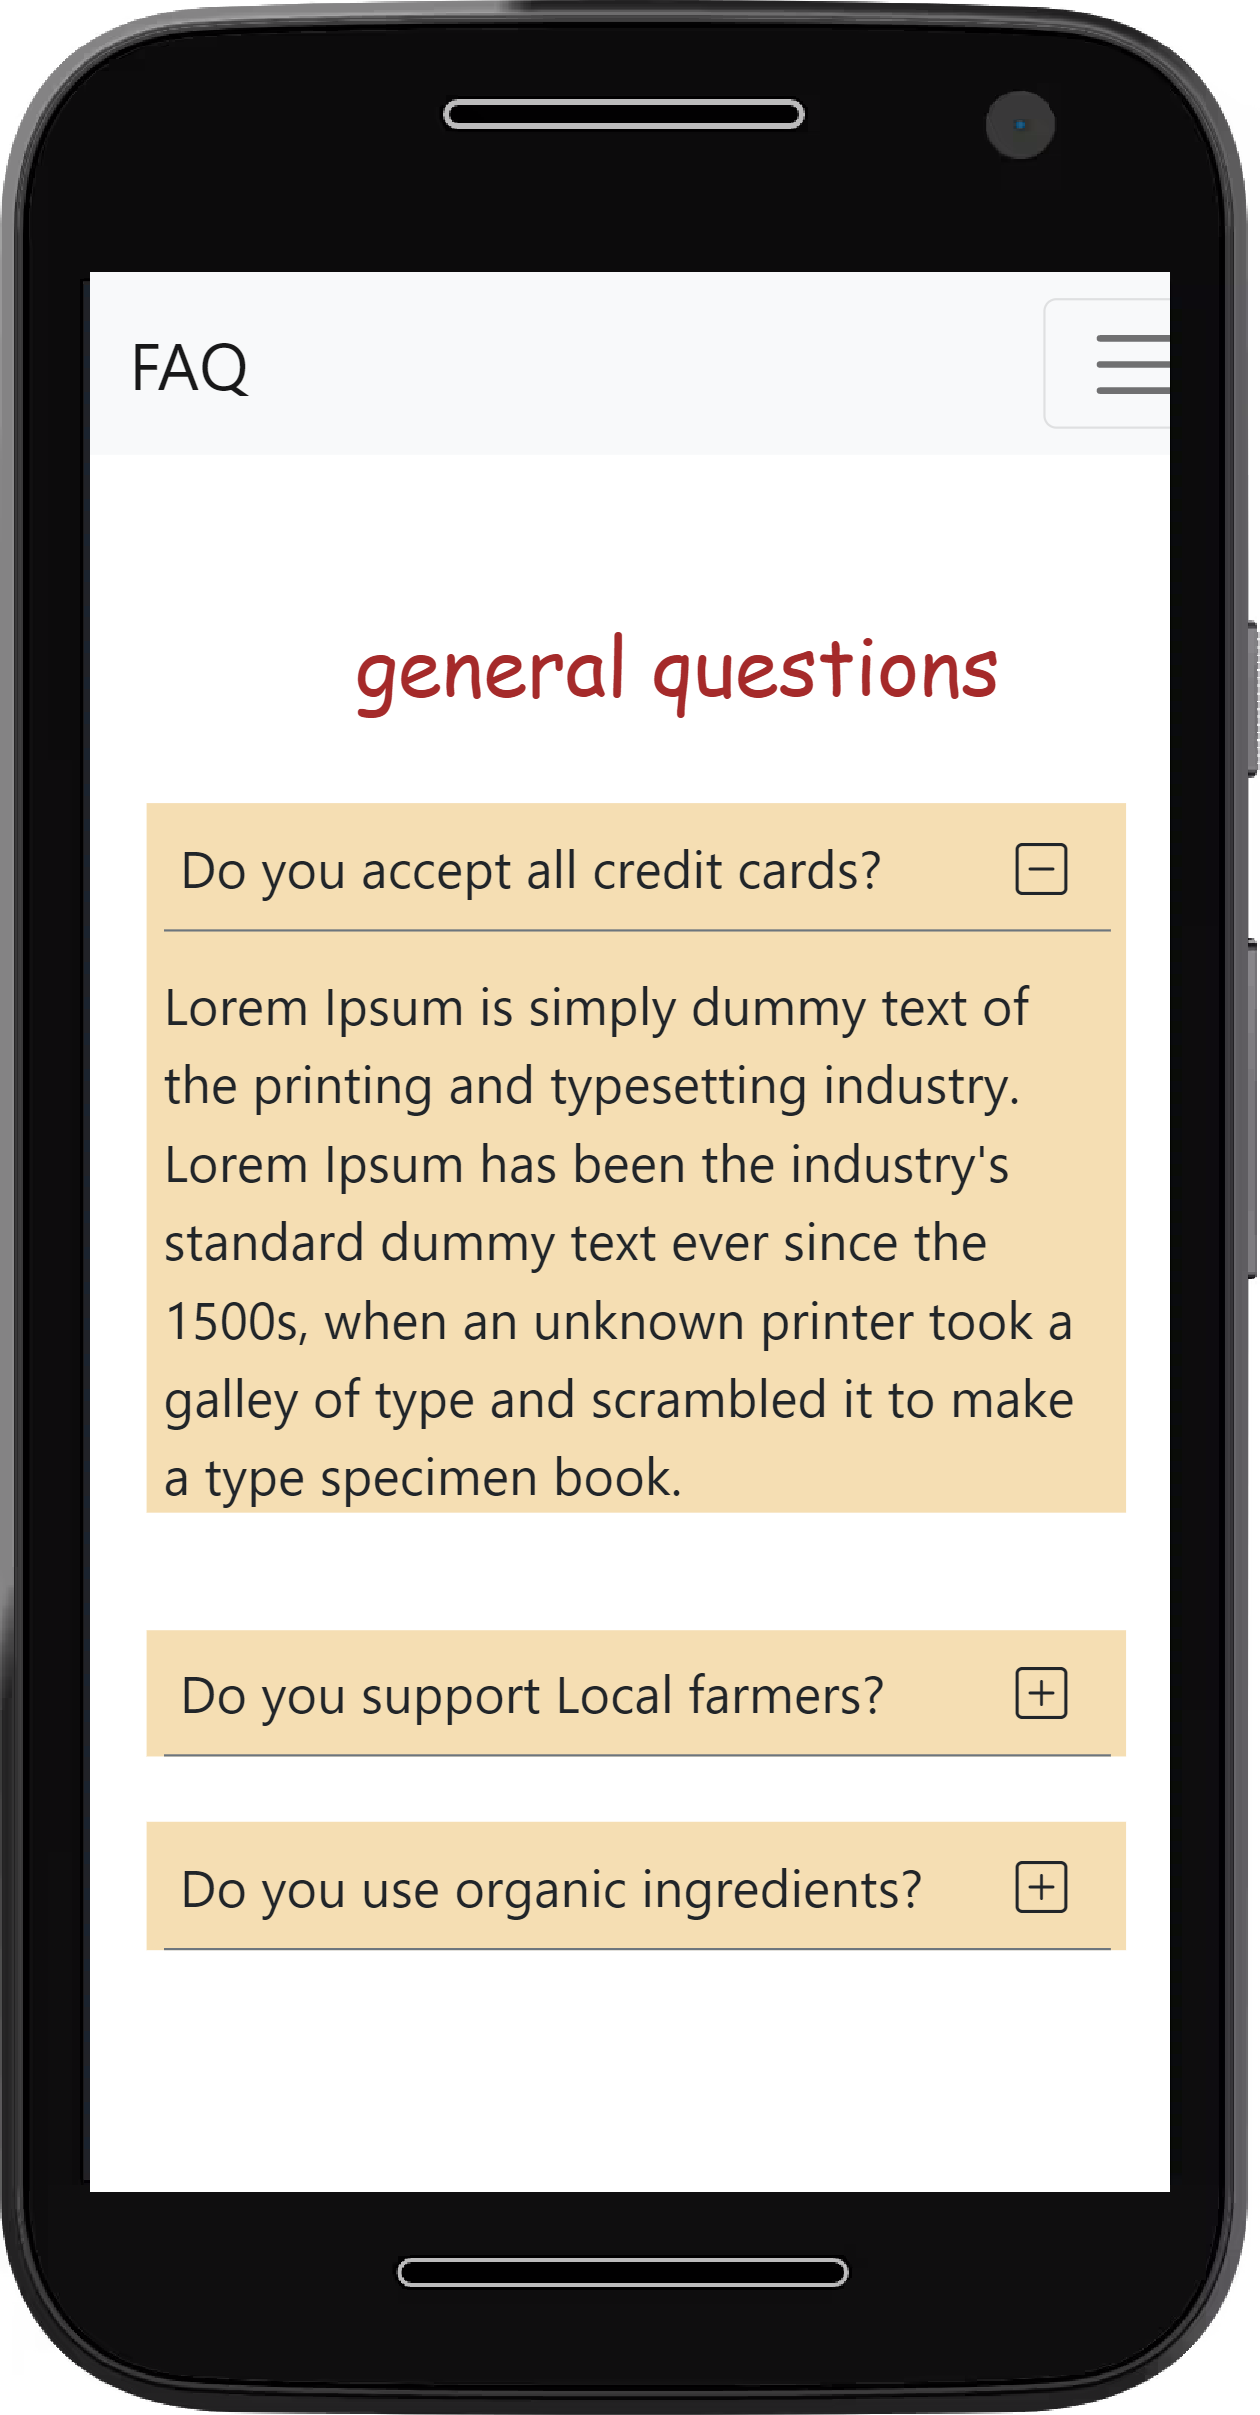 FAQ
general questions
Do you accept all credit cards?
Lorem Ipsum is simply dummy text of
the printing and typesetting industry.
Lorem Ipsum has been the industry's
standard dummy text ever since the
1500s, when an unknown printer took a
galley of type and scrambled it to make
a type specimen book.
Do you support Local farmers?
Do you use organic ingredients?